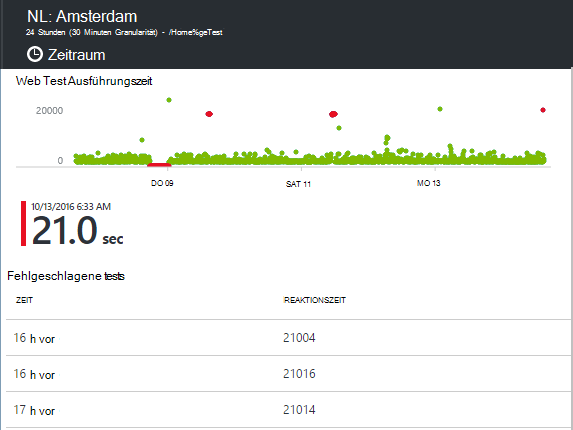 NL: Amsterdam
24 Stunden (30 Minuten Granularität) - /Home%geTest
Zeitraum
Web Test Ausführungszeit
20000
0
DO 09 SAT 11 MO 13
10/13/2016 6:33 AM
21.0 sec
Fehlgeschlagene tests
ZEIT REAKTIONSZEIT
16 h vor 21004
16 h vor 21016
17 h vor 21014